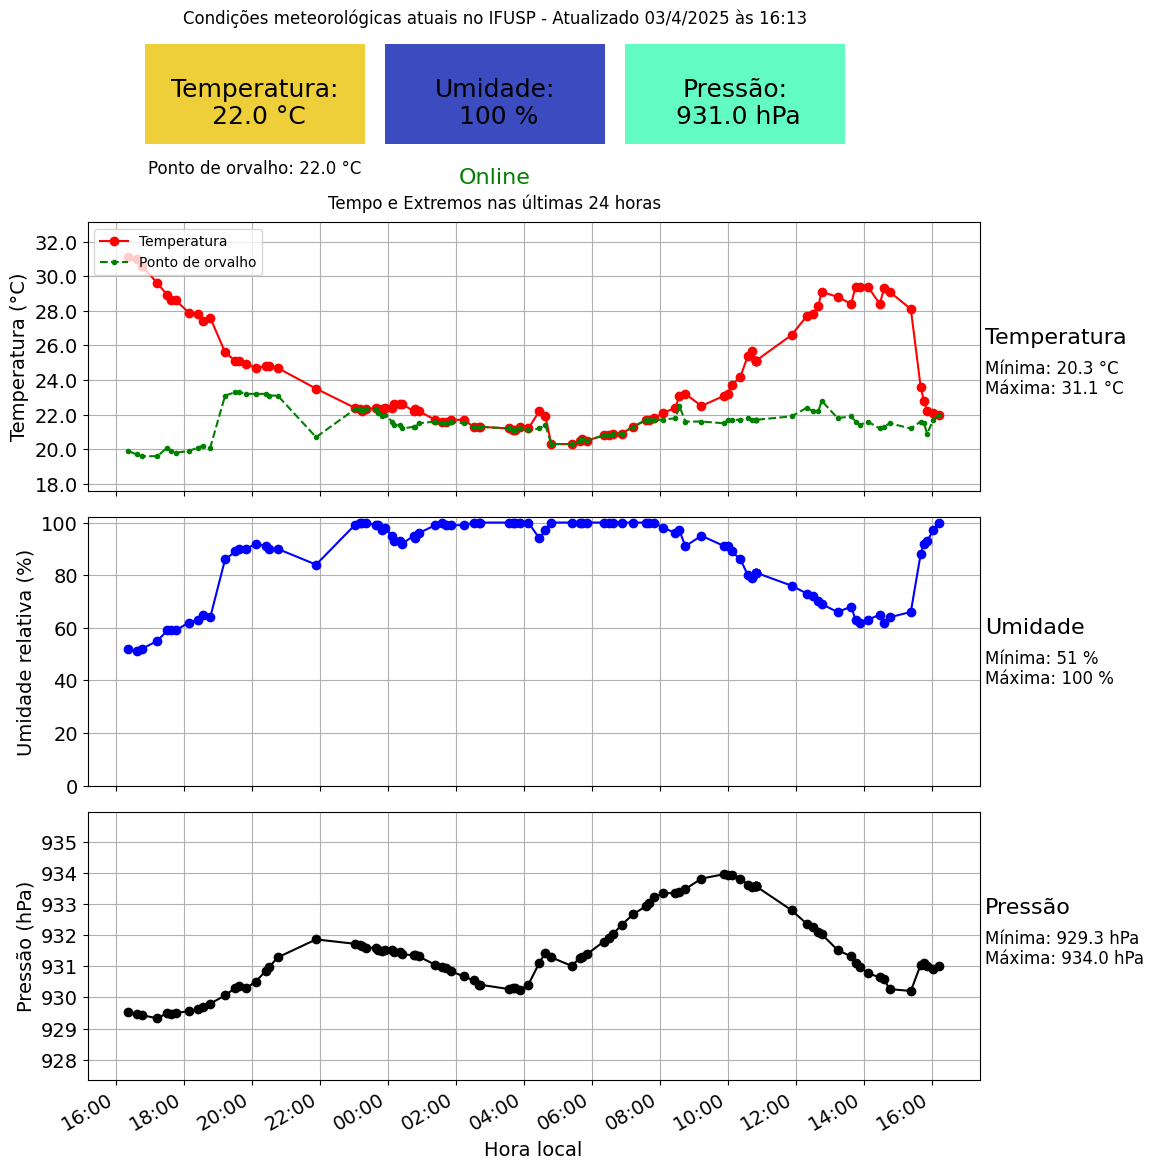 Condições meteorológicas atuais no IFUSP - Atualizado 03/4/2025 às 16:13
Temperatura:
22.0 °C
Umidade:
100 %
Pressão:
931.0 hPa
Ponto de orvalho: 22.0 °C
Online
Tempo e Extremos nas últimas 24 horas
Temperatura (°C)
32.0
30.0
28.0
26.0
24.0
22.0
20.0
18.0
Temperatura
Ponto de orvalho
Temperatura
Mínima: 20.3 °C
Máxima: 31.1 °C
Umidade relativa (%)
100
80
60
40
20
0
Umidade
Mínima: 51 %
Máxima: 100 %
Pressão (hPa)
935
934
933
932
931
930
929
928
Pressão
Mínima: 929.3 hPa
Máxima: 934.0 hPa
16:00
18:00
20:00
22:00
00:00
02:00
04:00
06:00
08:00
10:00
12:00
14:00
16:00
Hora local